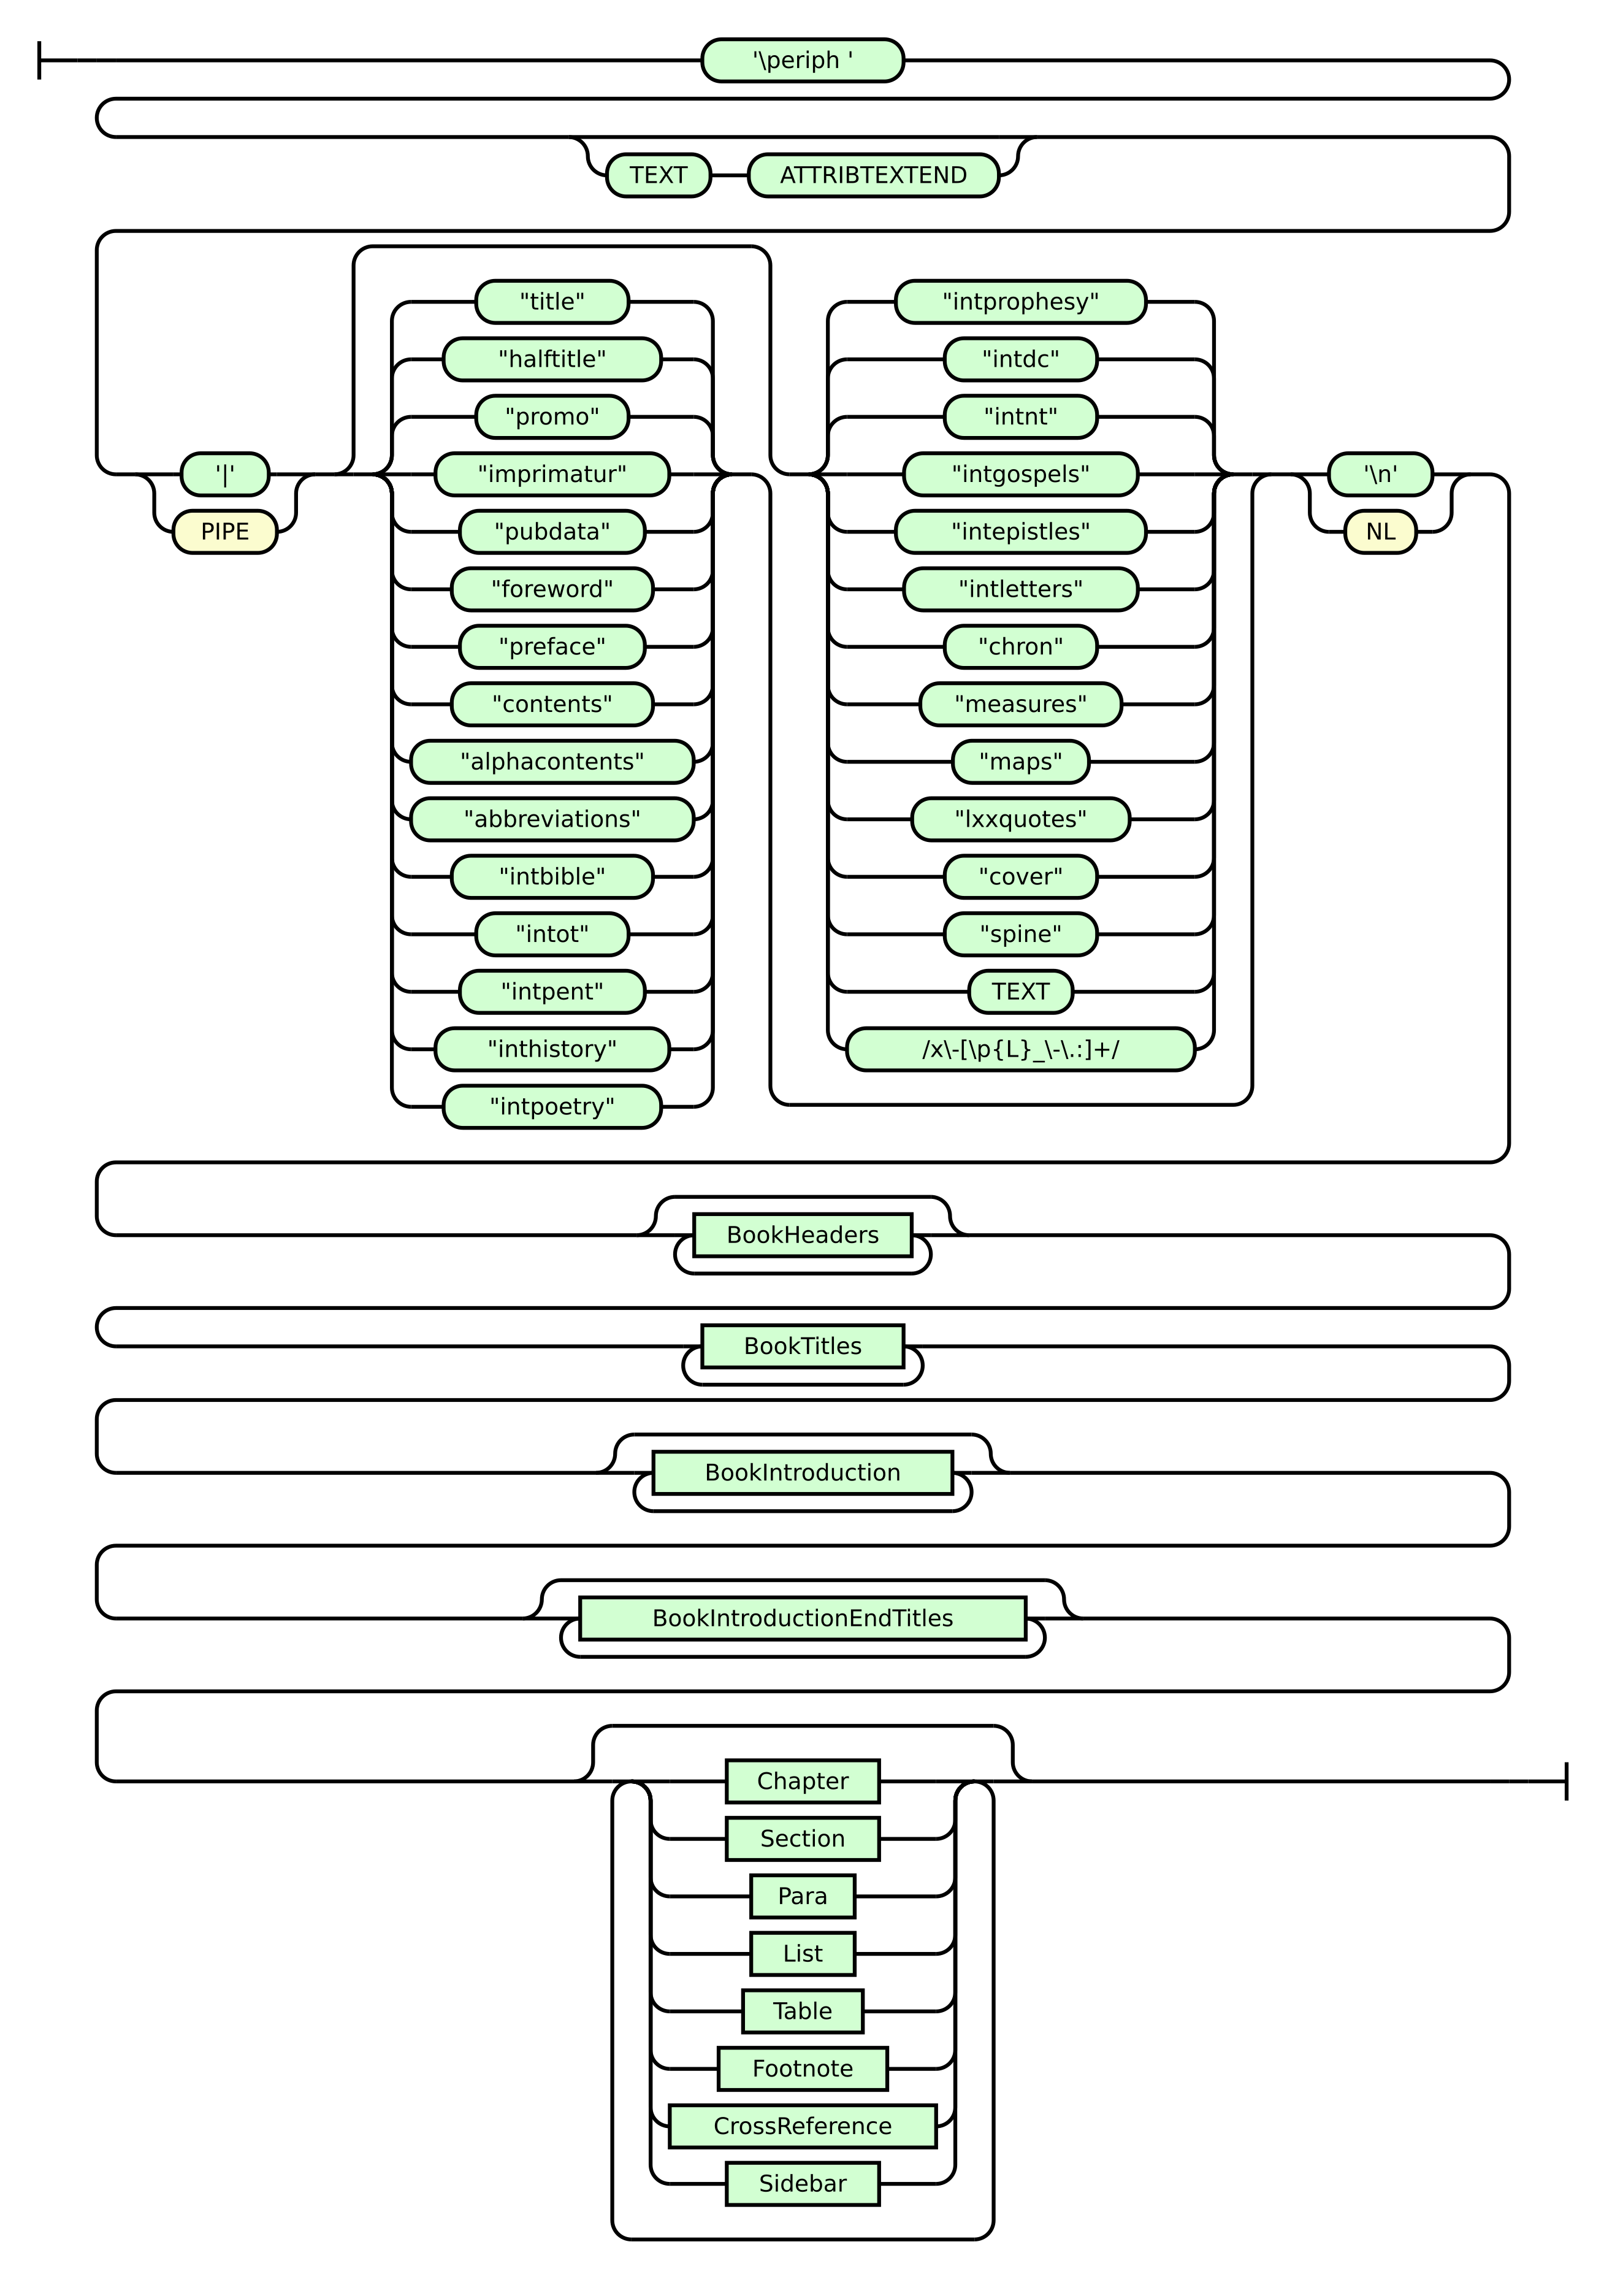 '\periph '
TEXT ATTRIBTEXTEND
"title"
"halftitle"
"promo"
'|' "imprimatur"
PIPE "pubdata"
"foreword"
"preface"
"contents"
"alphacontents"
"abbreviations"
"intbible"
"intot"
"intpent"
"inthistory"
"intpoetry"
"intprophesy"
"intdc"
"intnt"
"intgospels"
"intepistles"
"intletters"
"chron"
"measures"
"maps"
"lxxquotes"
"cover"
"spine"
TEXT
/x\-[\p{L}_\-\.:]+/
'\n'
NL
BookHeaders
BookTitles
BookIntroduction
BookIntroductionEndTitles
Chapter
Section
Para
List
Table
Footnote
CrossReference
Sidebar